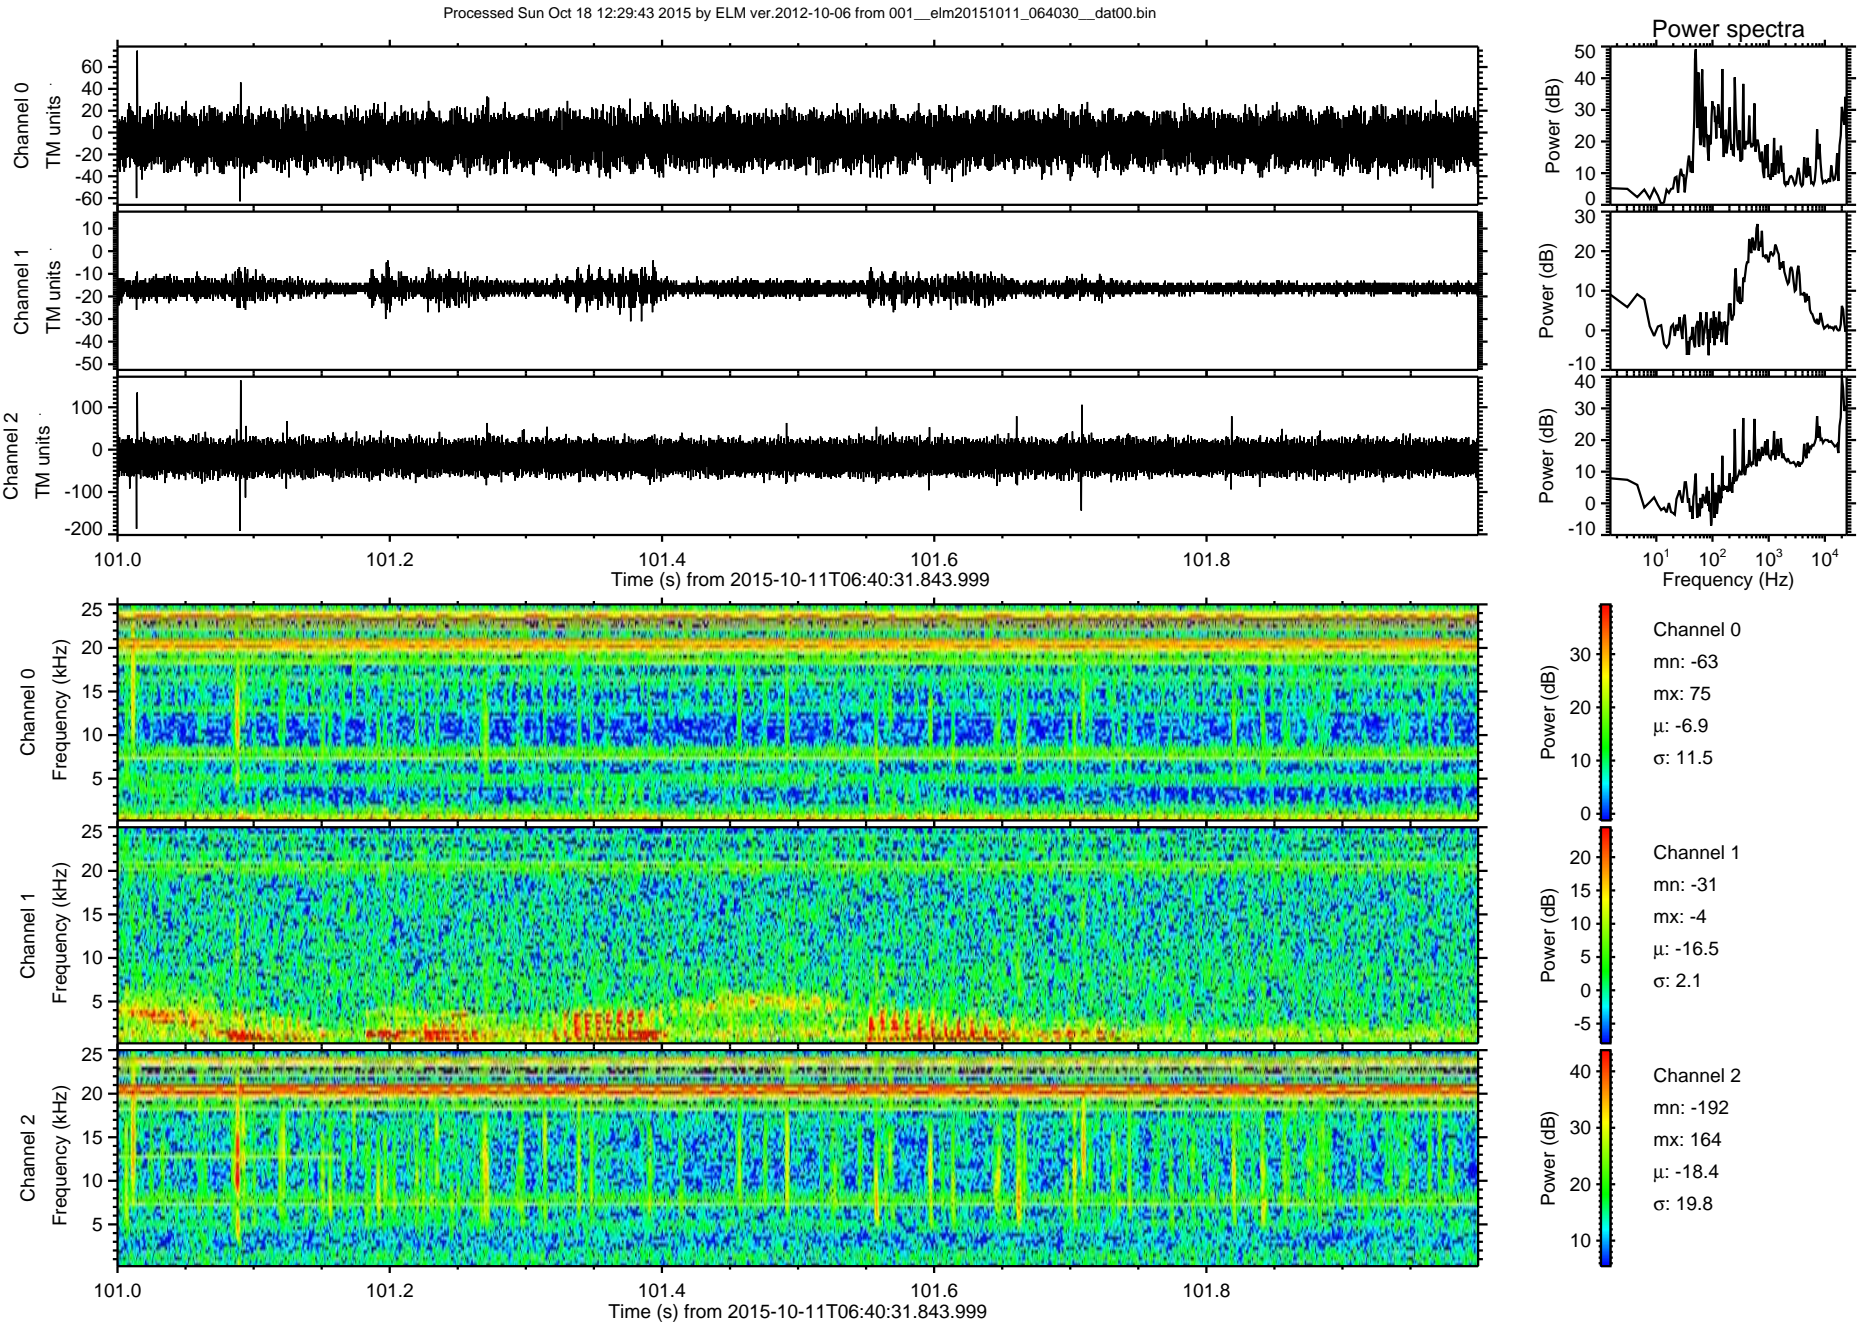 Processed Sun Oct 18 12:29:43 2015 by ELM ver.2012-10-06 from 001__elm20151011_064030__dat00.bin
Power spectra
Channel 0
TM units
60
40
20
0
-20
-40
-60
Power (dB)
50
40
30
20
10
0
Channel 1
TM units
10
0
-10
-20
-30
-40
-50
Power (dB)
30
20
10
0
-10
Channel 2
TM units
100
0
-100
-200
Power (dB)
40
30
20
10
0
-10
101.0 101.2 101.4 101.6 101.8
Time (s) from 2015-10-11T06:40:31.843.999
10¹ 10² 10³ 10⁴
Frequency (Hz)
Channel 0
Frequency (kHz)
25
20
15
10
5
Power (dB)
30
20
10
0
Channel 0
mn: -63
mx: 75
μ: -6.9
σ: 11.5
Channel 1
Frequency (kHz)
25
20
15
10
5
Power (dB)
20
15
10
5
0
-5
Channel 1
mn: -31
mx: -4
μ: -16.5
σ: 2.1
Channel 2
Frequency (kHz)
25
20
15
10
5
Power (dB)
40
30
20
10
Channel 2
mn: -192
mx: 164
μ: -18.4
σ: 19.8
101.0 101.2 101.4 101.6 101.8
Time (s) from 2015-10-11T06:40:31.843.999